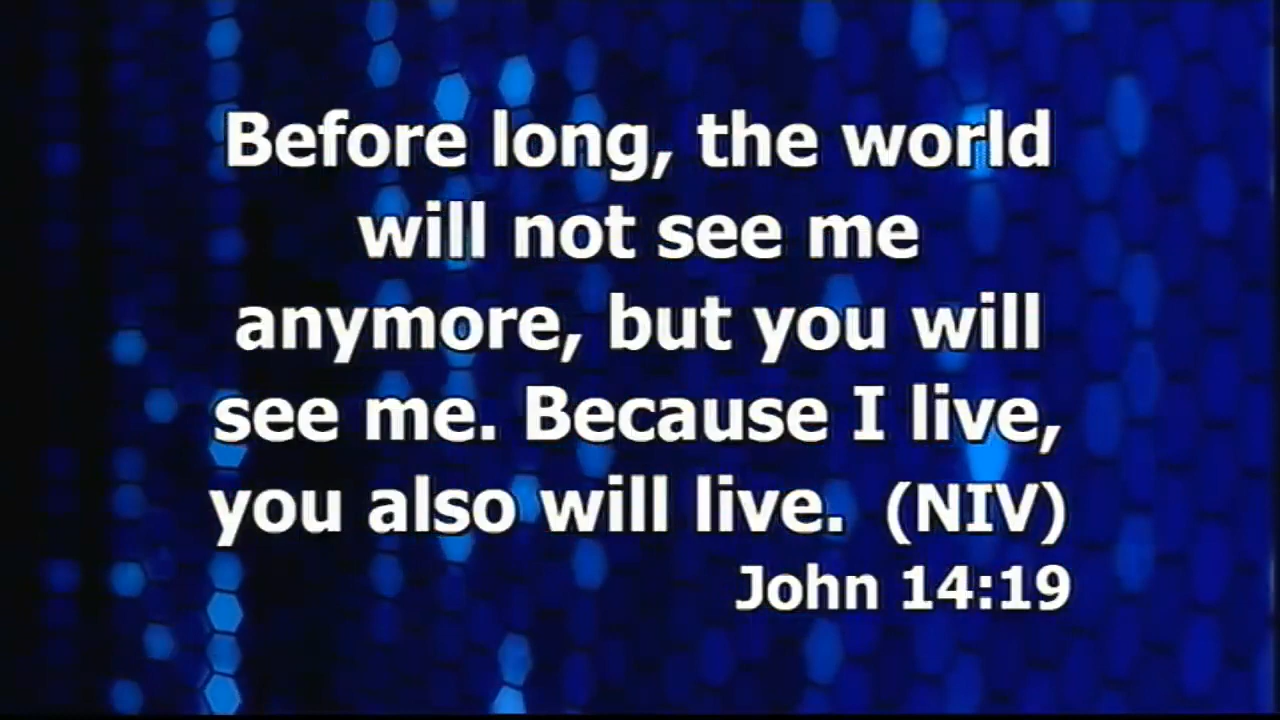 Before long, the world
will not see me
anymore, but you will
see me. Because I live,
you also will live. (NIV)
John 14:19